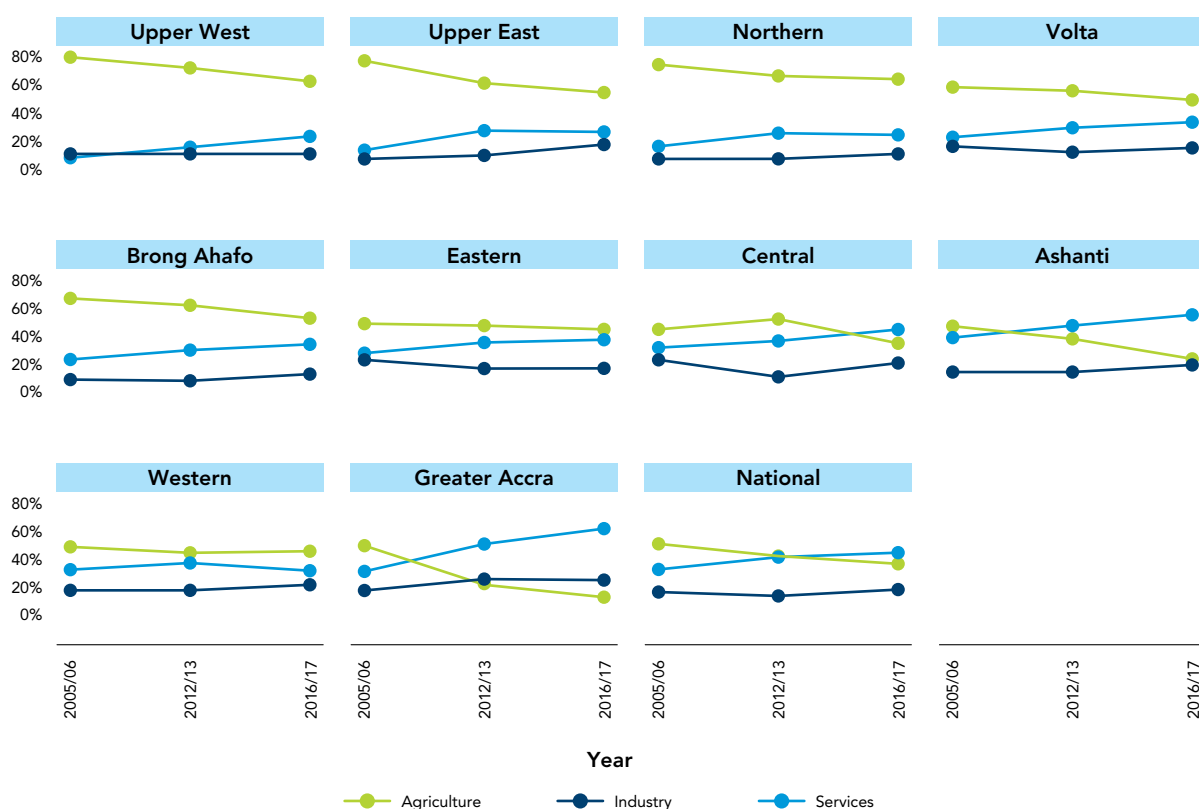 Upper West
Upper East
Northern
Volta
80%
60%
40%
20%
0%
Brong Ahafo
Eastern
Central
Ashanti
80%
60%
40%
20%
0%
Western
Greater Accra
National
80%
60%
40%
20%
0%
2005/06
2012/13
2016/17
2005/06
2012/13
2016/17
2005/06
2012/13
2016/17
2005/06
2012/13
2016/17
Year
Agriculture
Industry
Services